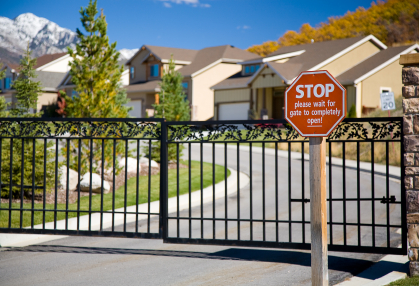 STOP
please wait for
gate to completely
open!
20